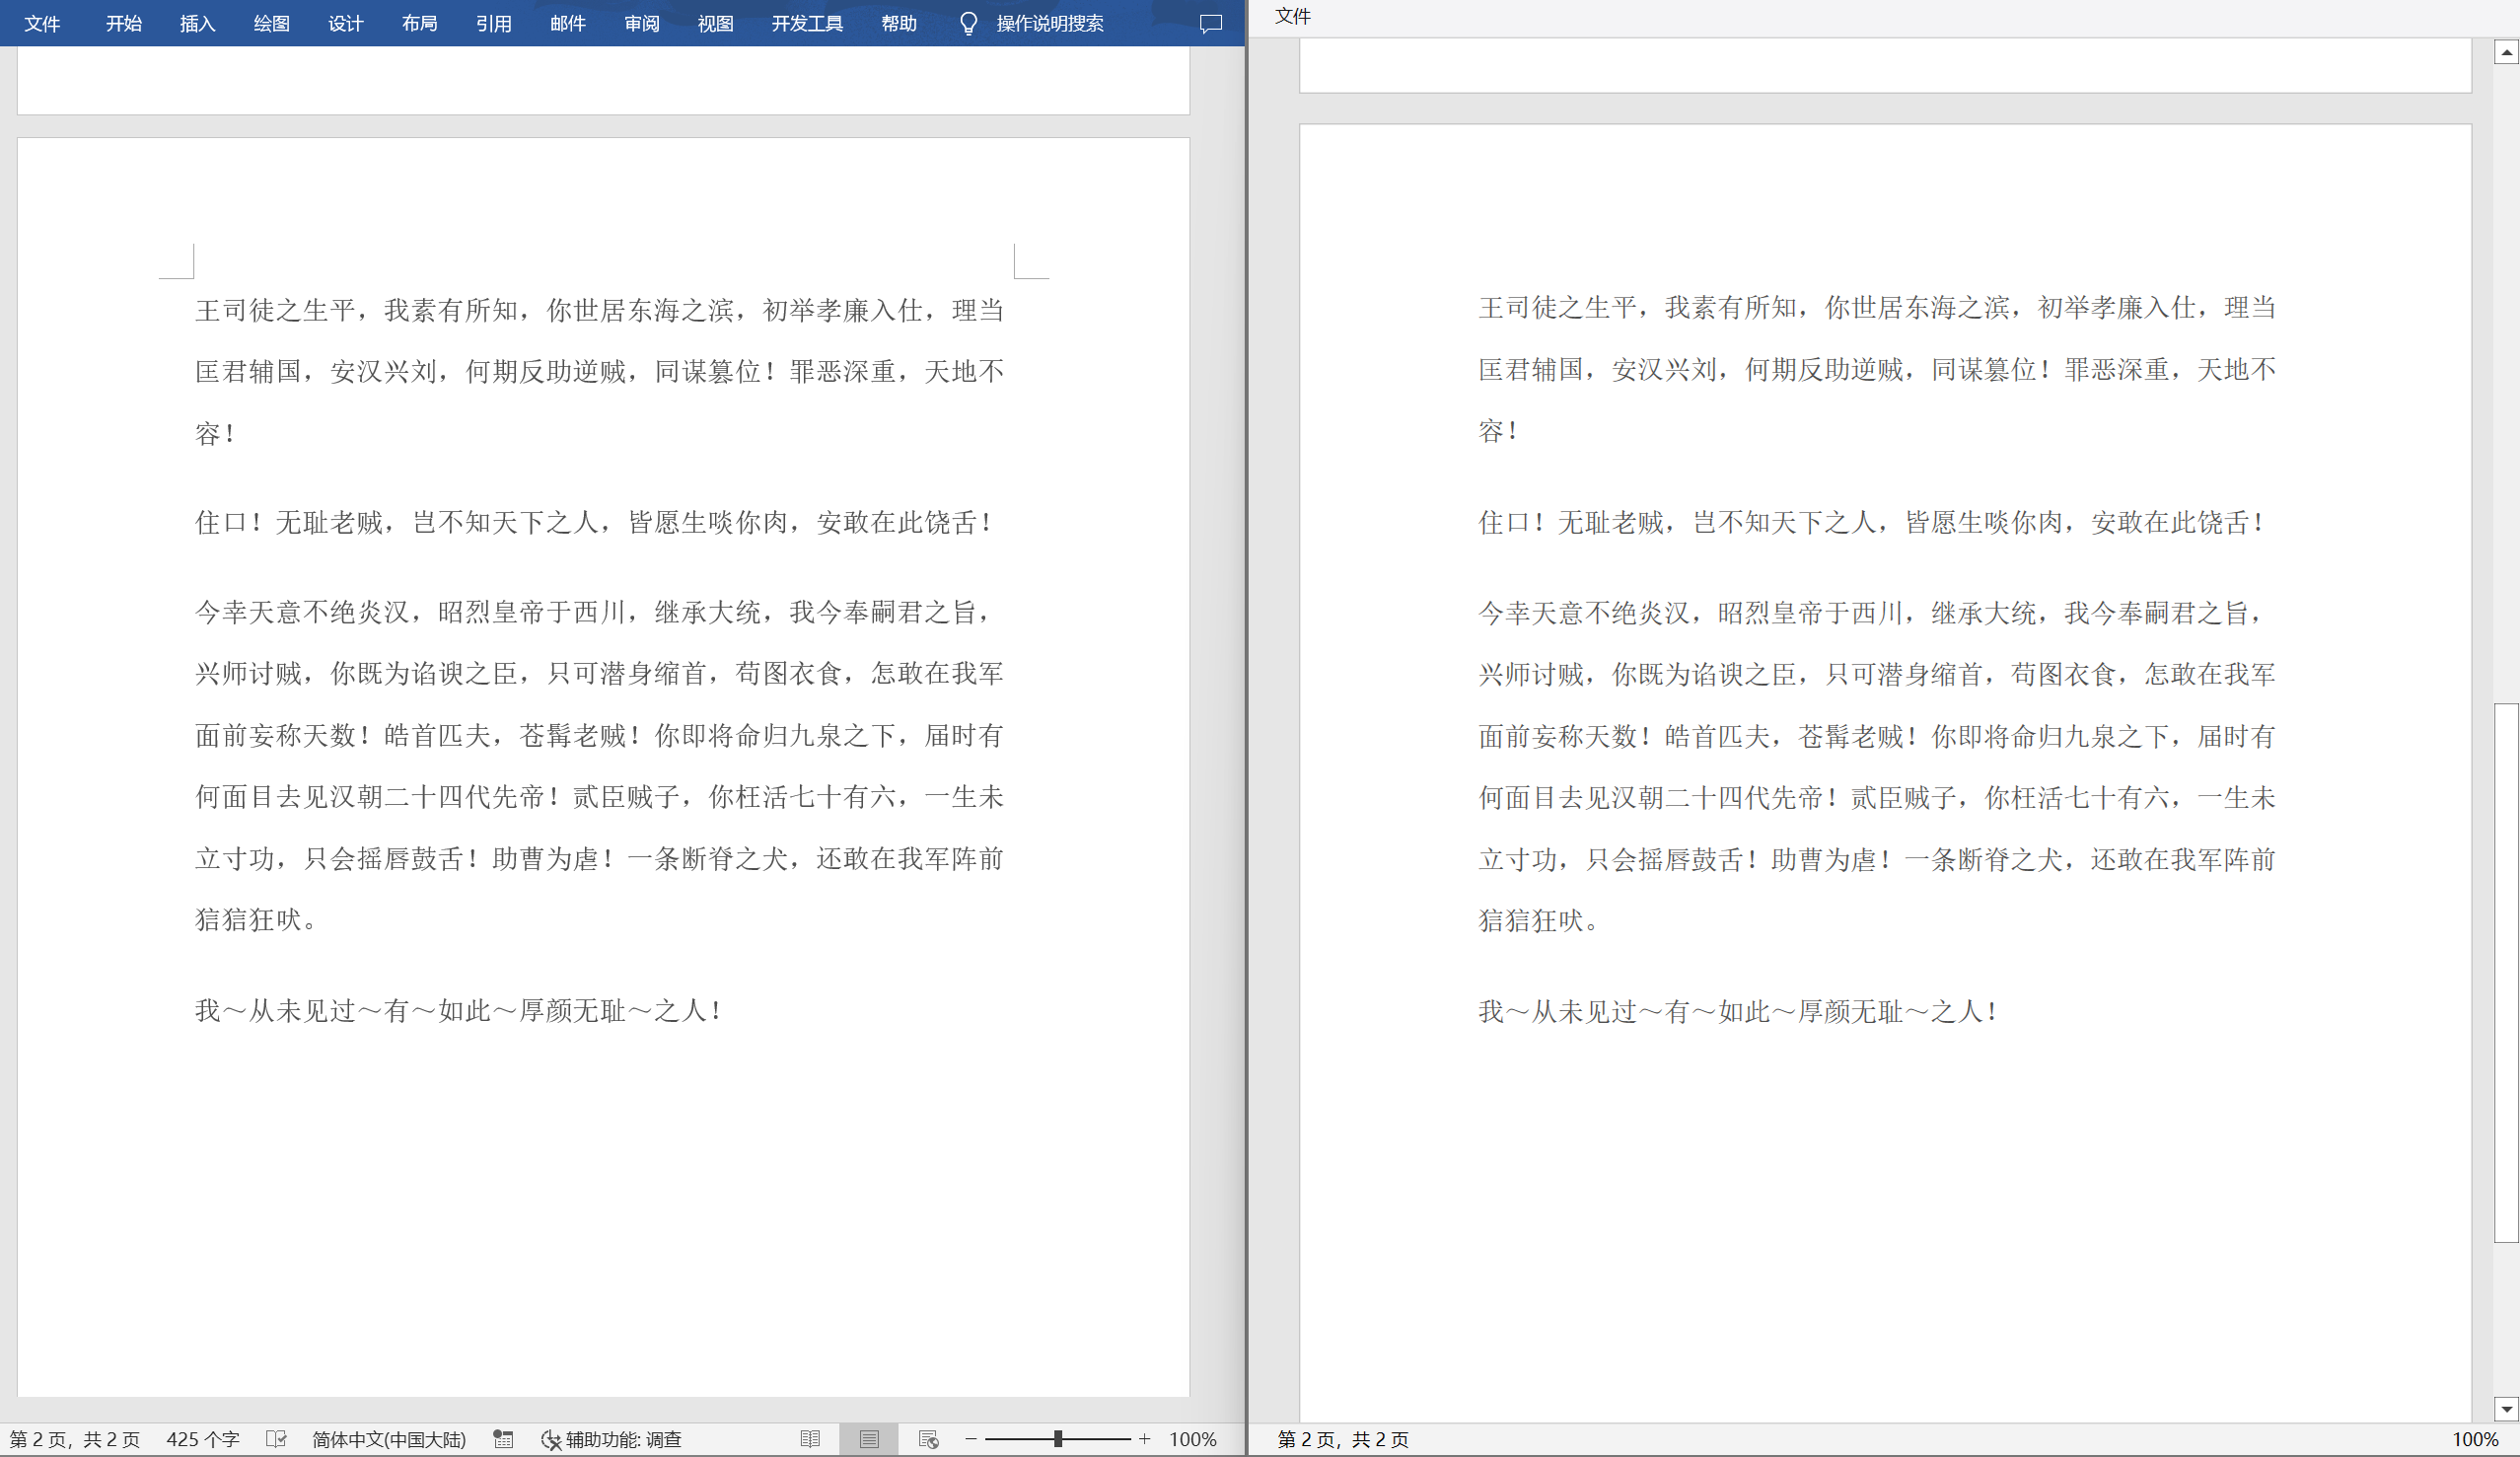 文件 开始 插入 绘图 设计 布局 引用 邮件 审阅 视图 开发工具 帮助 操作说明搜索
王司徒之生平，我素有所知，你世居东海之滨，初举孝廉入仕，理当
匡君辅国，安汉兴刘，何期反助逆贼，同谋篡位！罪恶深重，天地不
容！
住口！无耻老贼，岂不知天下之人，皆愿生啖你肉，安敢在此饶舌！
今幸天意不绝炎汉，昭烈皇帝于西川，继承大统，我今奉嗣君之旨，
兴师讨贼，你既为谄谀之臣，只可潜身缩首，苟图衣食，怎敢在我军
面前妄称天数！皓首匹夫，苍髯老贼！你即将命归九泉之下，届时有
何面目去见汉朝二十四代先帝！贰臣贼子，你枉活七十有六，一生未
立寸功，只会摇唇鼓舌！助曹为虐！一条断脊之犬，还敢在我军阵前
狺狺狂吠。
我～从未见过～有～如此～厚颜无耻～之人！
第 2 页，共 2 页 425 个字 简体中文(中国大陆) 辅助功能: 调查 100%
文件
王司徒之生平，我素有所知，你世居东海之滨，初举孝廉入仕，理当
匡君辅国，安汉兴刘，何期反助逆贼，同谋篡位！罪恶深重，天地不
容！
住口！无耻老贼，岂不知天下之人，皆愿生啖你肉，安敢在此饶舌！
今幸天意不绝炎汉，昭烈皇帝于西川，继承大统，我今奉嗣君之旨，
兴师讨贼，你既为谄谀之臣，只可潜身缩首，苟图衣食，怎敢在我军
面前妄称天数！皓首匹夫，苍髯老贼！你即将命归九泉之下，届时有
何面目去见汉朝二十四代先帝！贰臣贼子，你枉活七十有六，一生未
立寸功，只会摇唇鼓舌！助曹为虐！一条断脊之犬，还敢在我军阵前
狺狺狂吠。
我～从未见过～有～如此～厚颜无耻～之人！
第 2 页，共 2 页 100%